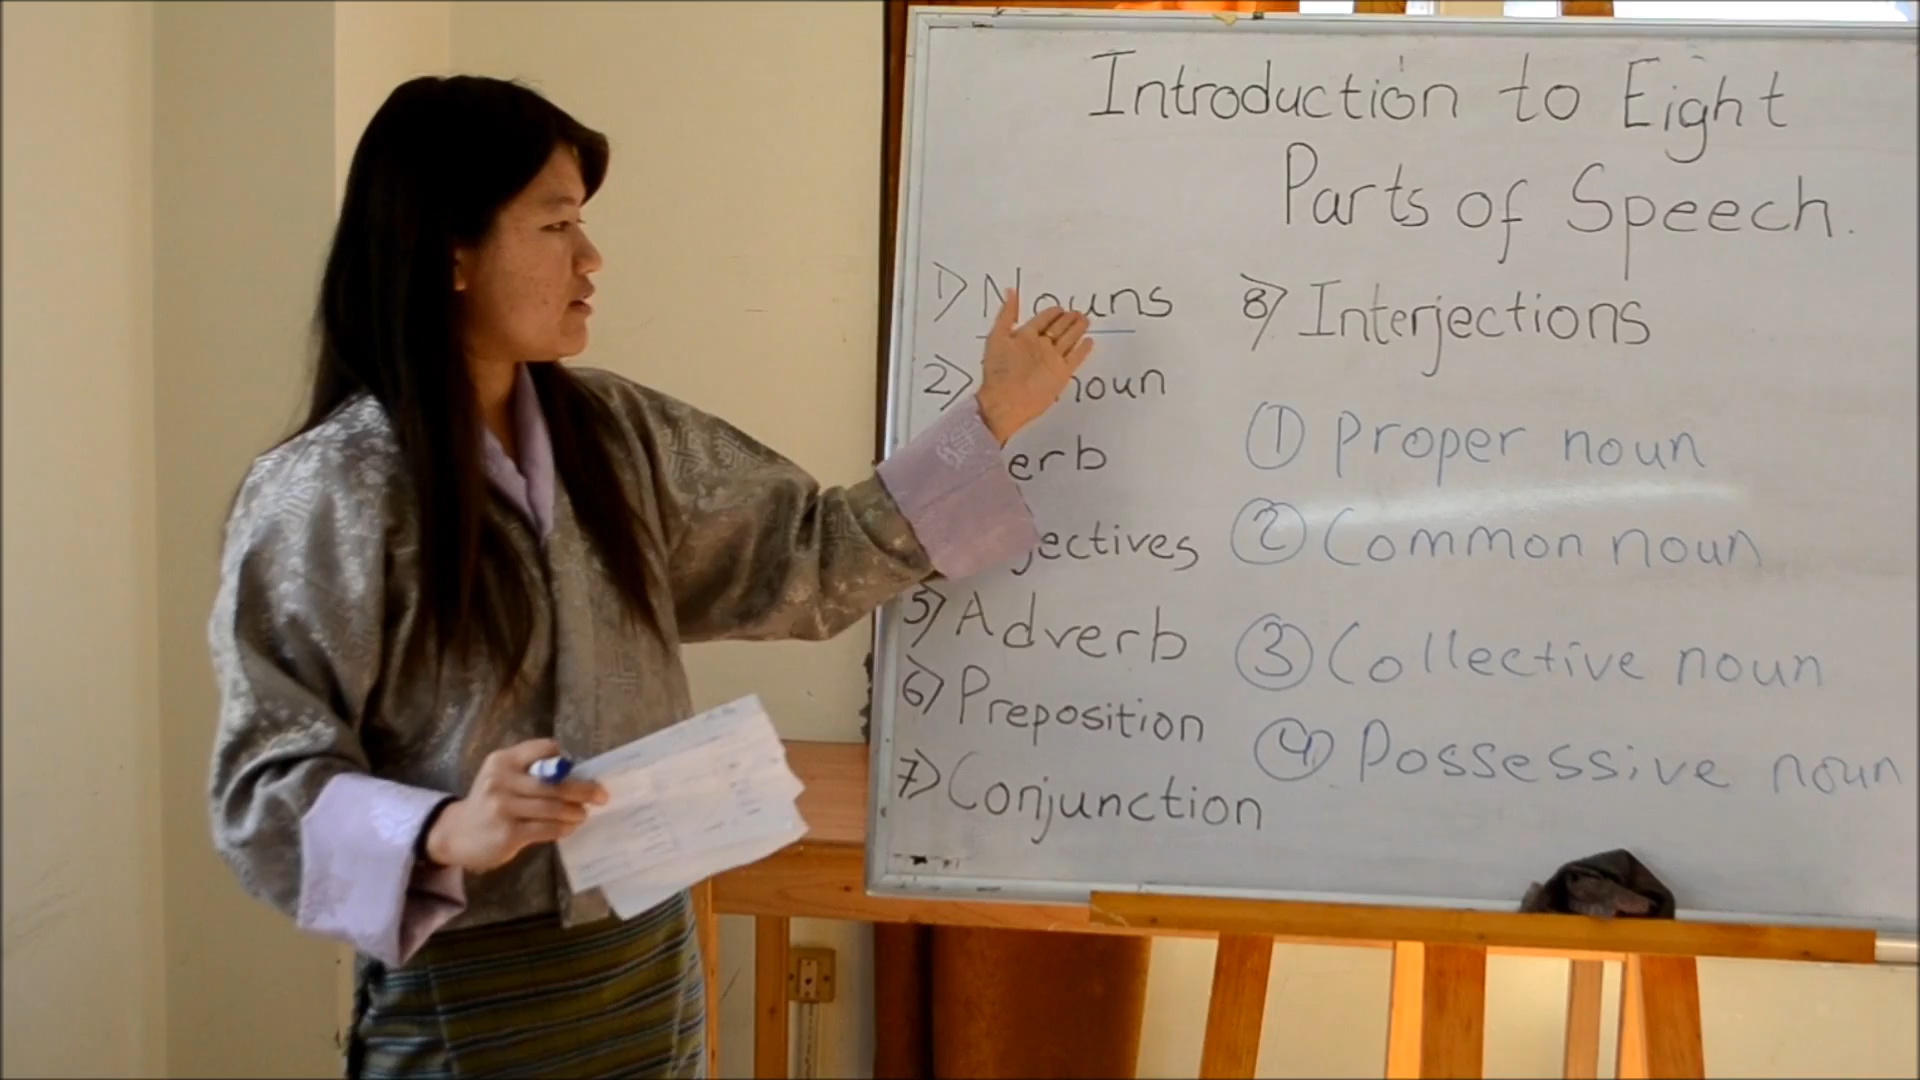 Introduction to Eight
Parts of Speech.
1) Nouns
2) noun
erb
jectives
5) Adverb
6) Preposition
7) Conjunction
8) Interjections
① Proper noun
② Common noun
③ Collective noun
④ Possessive noun